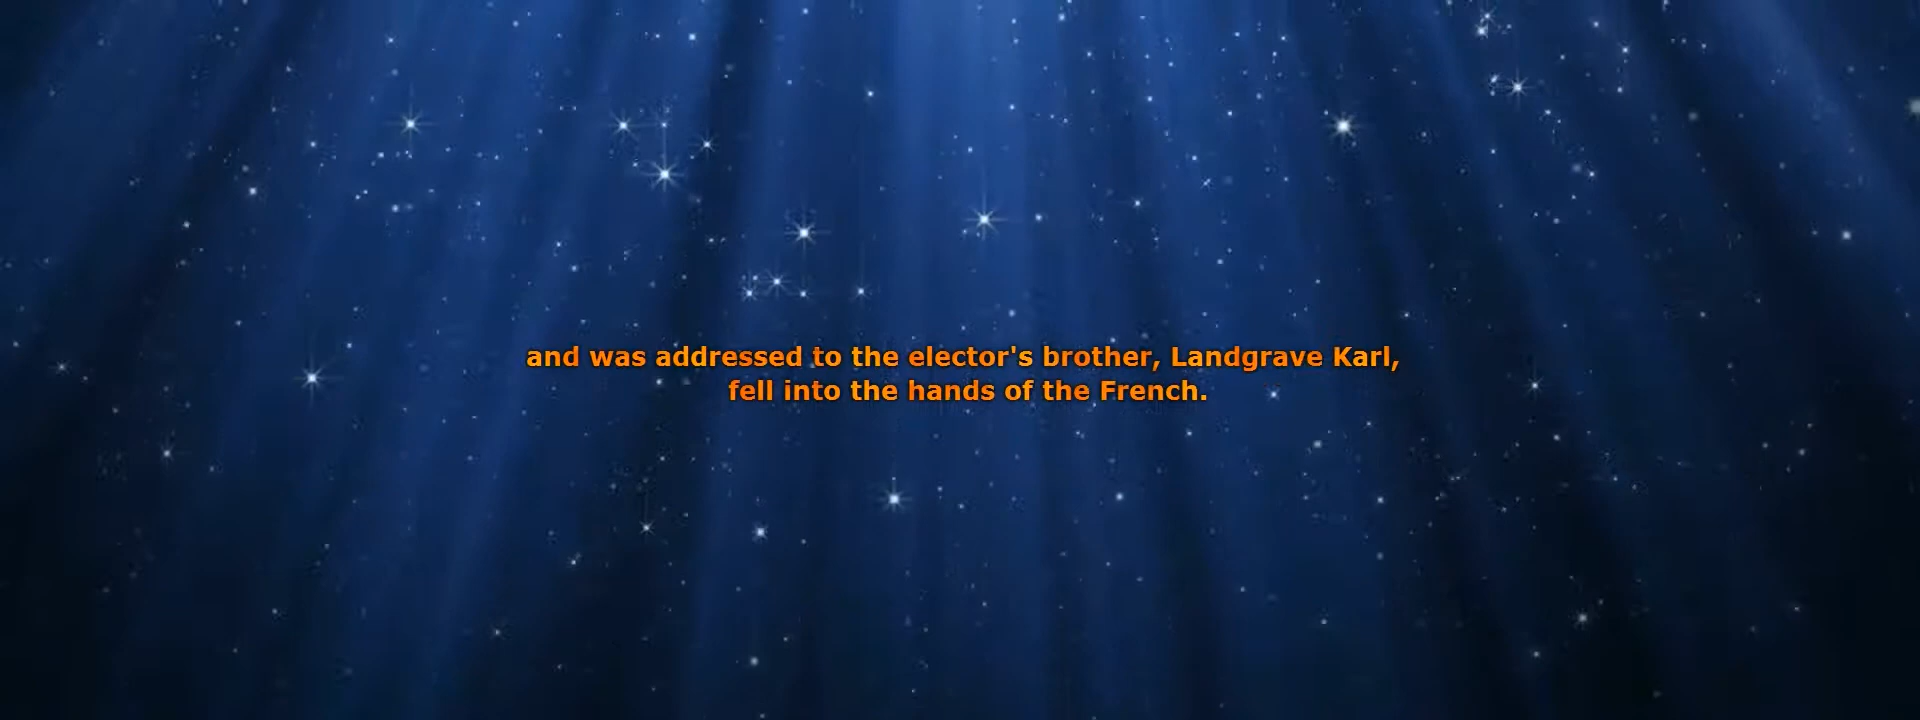 and was addressed to the elector's brother, Landgrave Karl,
fell into the hands of the French.